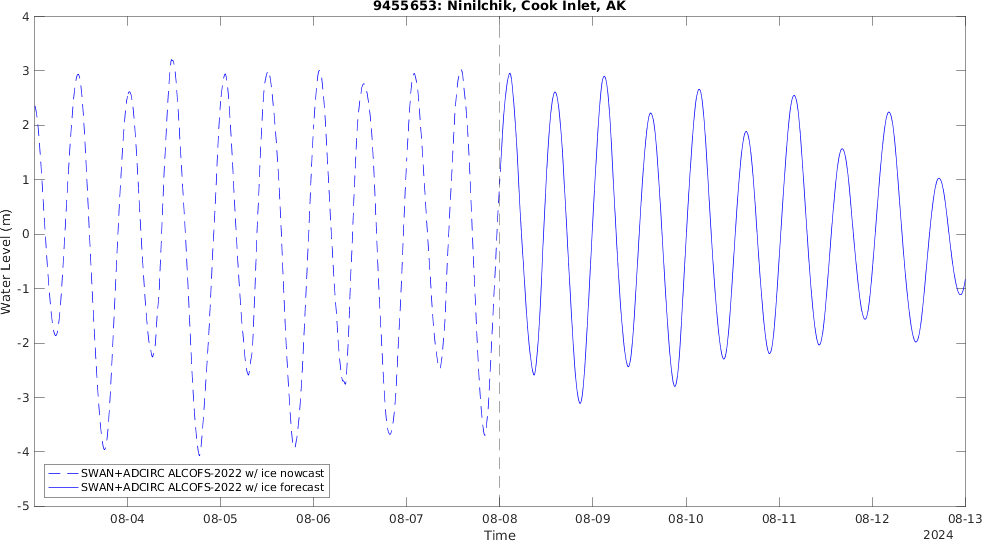 9455653: Ninilchik, Cook Inlet, AK
4
3
2
1
0
-1
-2
-3
-4
-5
Water Level (m)
SWAN+ADCIRC ALCOFS-2022 w/ ice nowcast
SWAN+ADCIRC ALCOFS-2022 w/ ice forecast
08-04 08-05 08-06 08-07 08-08 08-09 08-10 08-11 08-12 08-13
Time
2024